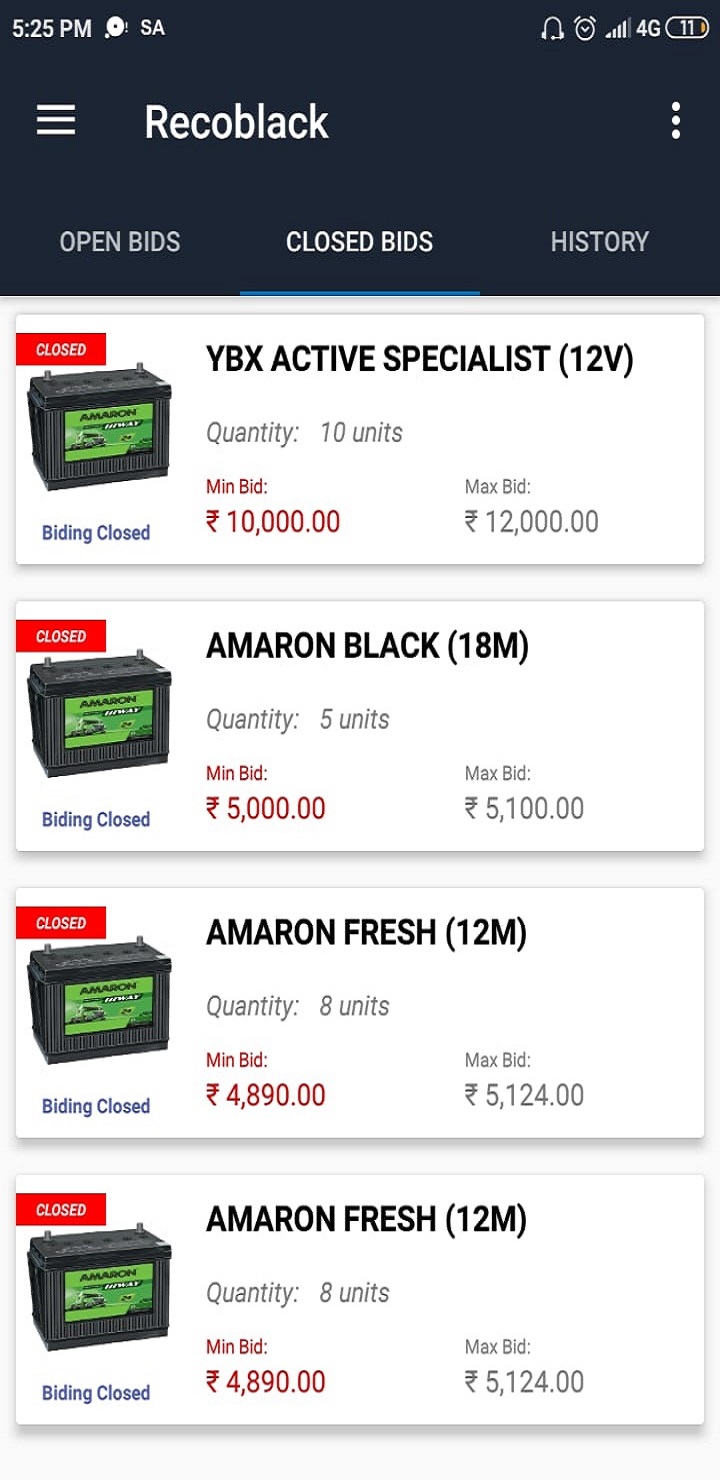 5:25 PM SA 4G 11
Recoblack
OPEN BIDS CLOSED BIDS HISTORY
CLOSED
YBX ACTIVE SPECIALIST (12V)
AMARON
HIWAY
Quantity: 10 units
Min Bid: Max Bid:
₹ 10,000.00 ₹ 12,000.00
Biding Closed
CLOSED
AMARON BLACK (18M)
AMARON
HIWAY
Quantity: 5 units
Min Bid: Max Bid:
₹ 5,000.00 ₹ 5,100.00
Biding Closed
CLOSED
AMARON FRESH (12M)
AMARON
HIWAY
Quantity: 8 units
Min Bid: Max Bid:
₹ 4,890.00 ₹ 5,124.00
Biding Closed
CLOSED
AMARON FRESH (12M)
AMARON
HIWAY
Quantity: 8 units
Min Bid: Max Bid:
₹ 4,890.00 ₹ 5,124.00
Biding Closed